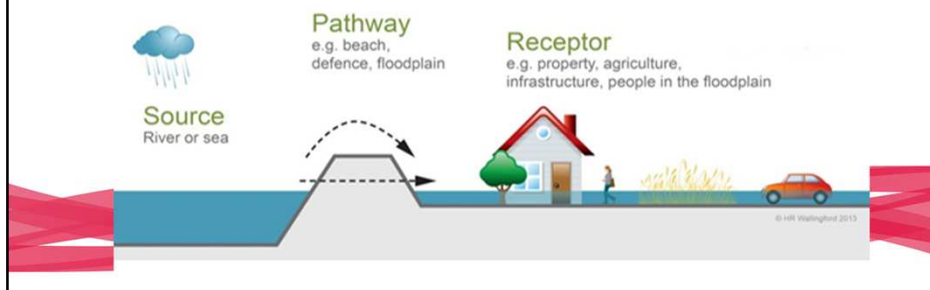 Pathway
e.g. beach,
defence, floodplain
Receptor
e.g. property, agriculture,
infrastructure, people in the floodplain
Source
River or sea
© HR Wallingford 2013